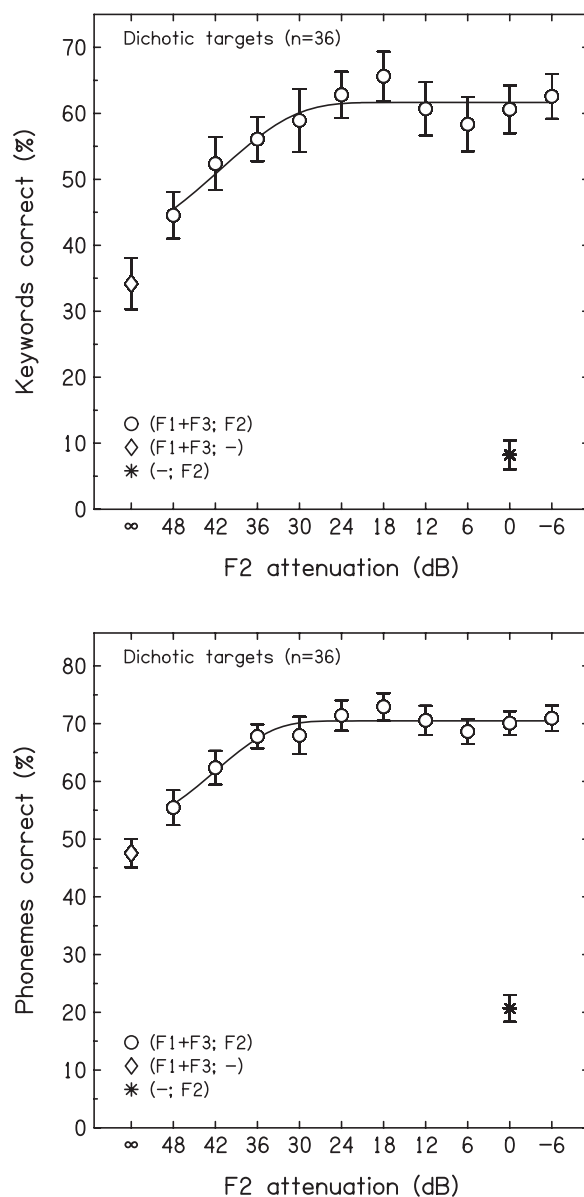 Dichotic targets (n=36)
70
60
50
40
30
20
10
0
Keywords correct (%)
(F1+F3; F2)
(F1+F3; –)
(–; F2)
∞ 48 42 36 30 24 18 12 6 0 –6
F2 attenuation (dB)
Dichotic targets (n=36)
80
70
60
50
40
30
20
10
0
Phonemes correct (%)
(F1+F3; F2)
(F1+F3; –)
(–; F2)
∞ 48 42 36 30 24 18 12 6 0 –6
F2 attenuation (dB)